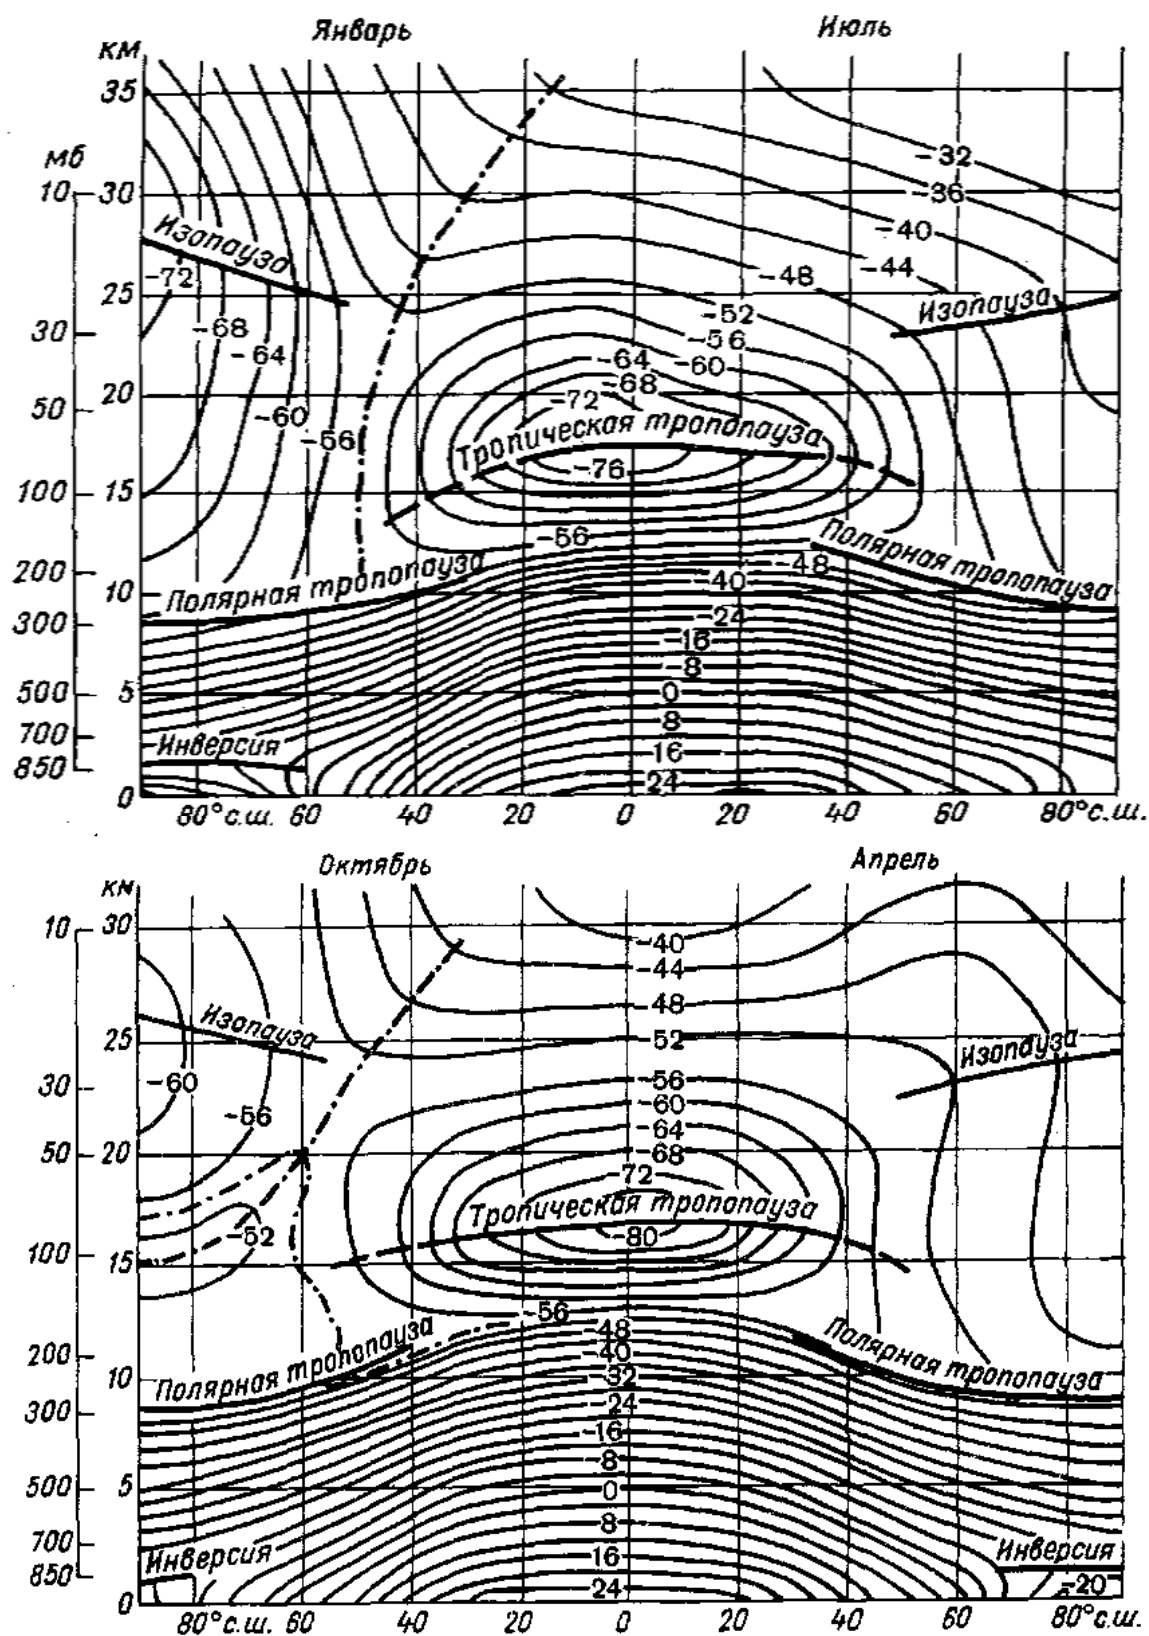 Январь Июль
км
35
-32
мб
10 30 -36
-40
Изопауза
-44
-72 -48
25 Изопауза
-52
-68
30 -56
-64 -64 -60
-68
20 -72
50
-60
Тропическая тропопауза
-56
-76
100 15
-56
Полярная тропопауза
-48
200
Полярная тропопауза
-40
10
300 -24
-16
400
-8
500 5 0
8
700
Инверсия 16
850
24
0
80° с.ш. 60 40 20 0 20 40 60 80° с.ш.
Октябрь Апрель
км
10 30
-40
-44
-48
Изопауза
25 -52 Изопауза
-60 -56
30
-60
-56
-64
50 20 -68
-72
Тропическая тропопауза
-52 -80
100 15
-56
Полярная тропопауза
-48
Полярная тропопауза
200 -40
10 -32
-24
300
-16
-8
500 5 0
8
700
Инверсия 16 Инверсия
850
24 -20
0
80° с.ш. 60 40 20 0 20 40 60 80° с.ш.